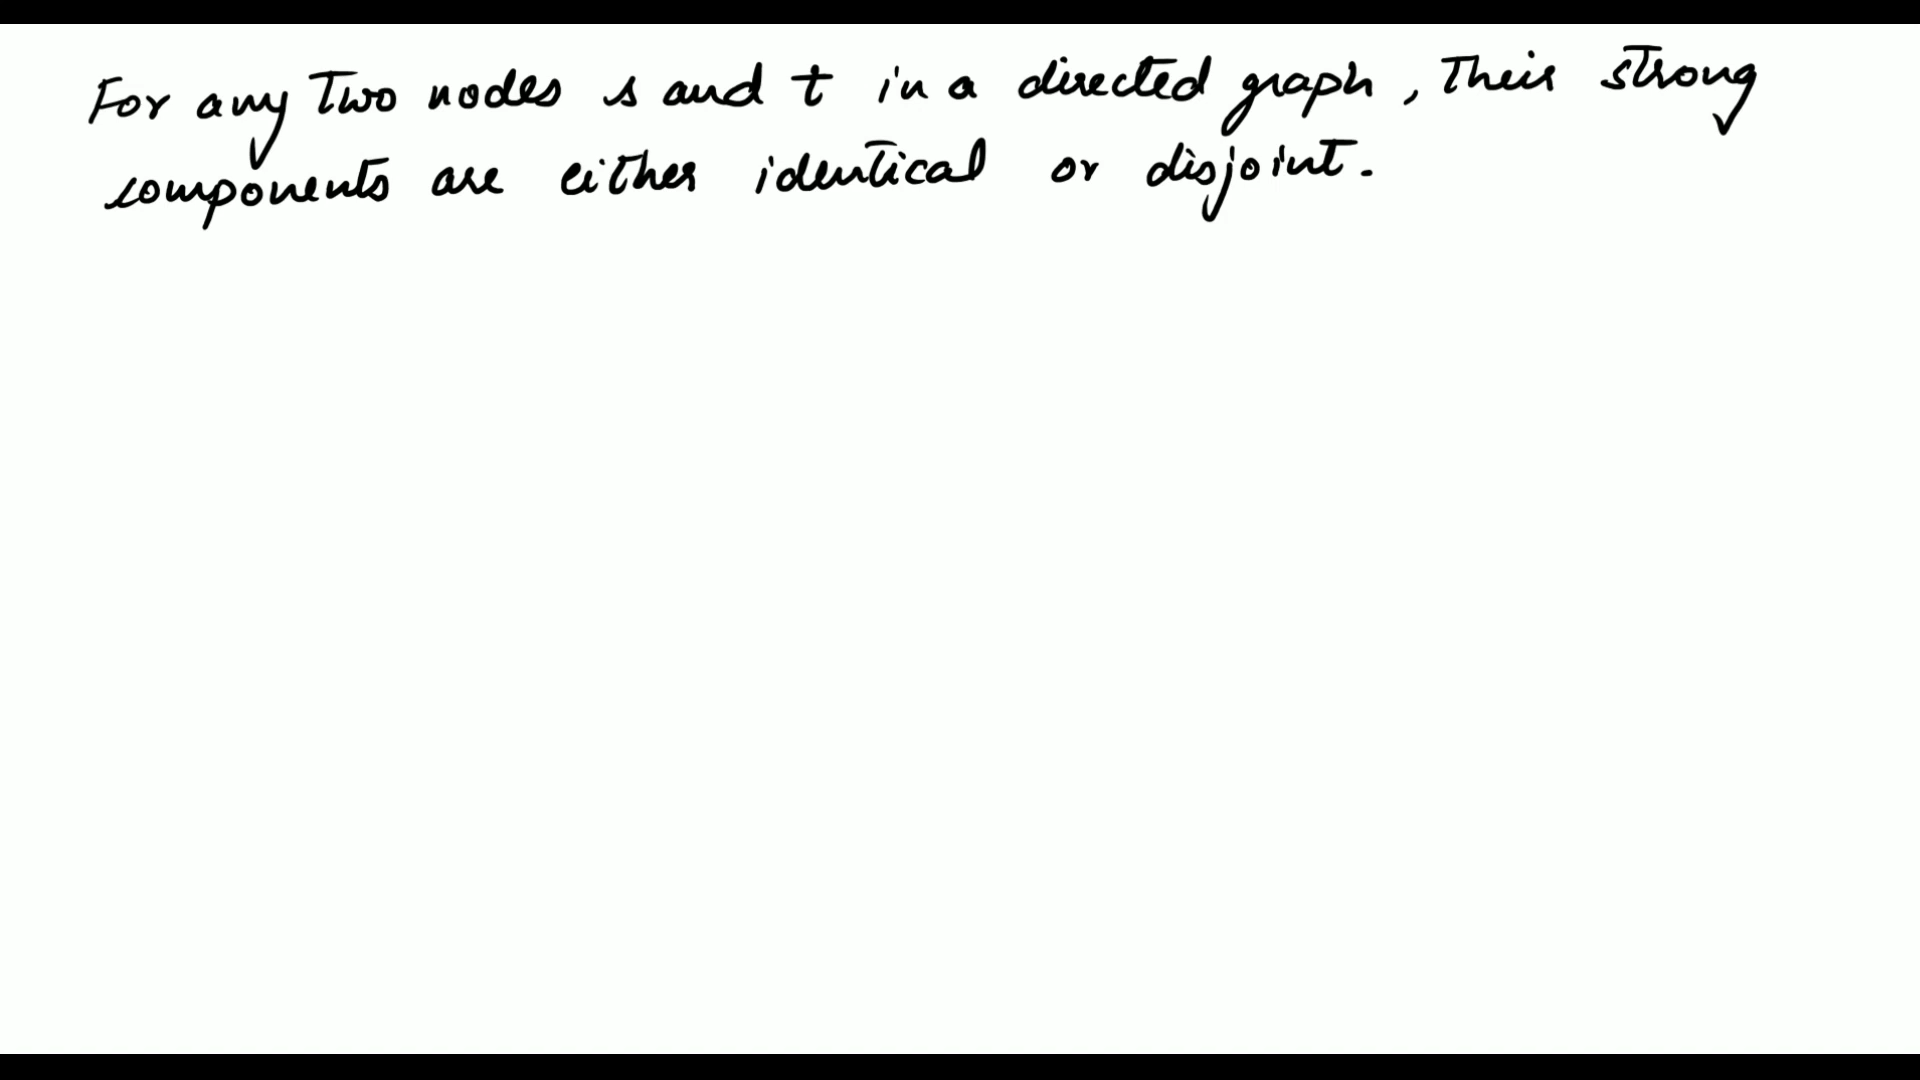 For any Two nodes s and t in a directed graph, Their strong
components are either identical or disjoint.